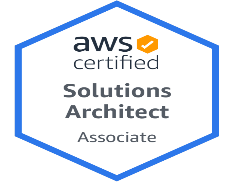 aws
certified
Solutions
Architect
Associate